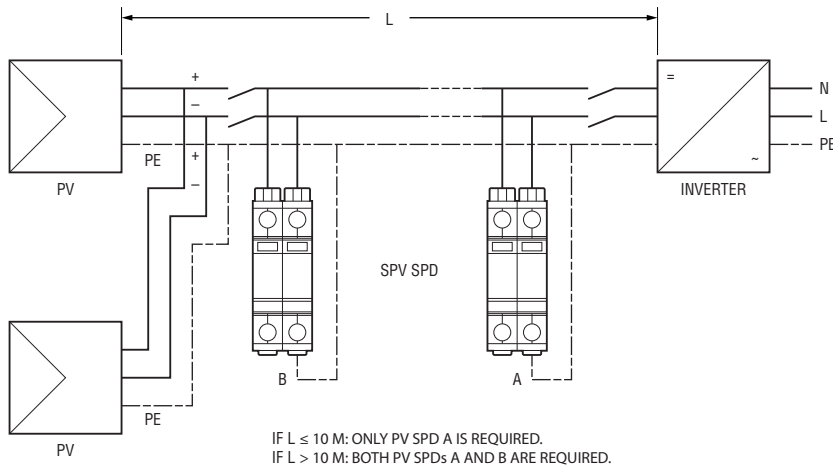 L
+
–
PE
+
–
PV
=
~
INVERTER
N
L
PE
SPV SPD
B
A
PE
PV
IF L ≤ 10 M: ONLY PV SPD A IS REQUIRED.
IF L > 10 M: BOTH PV SPDs A AND B ARE REQUIRED.